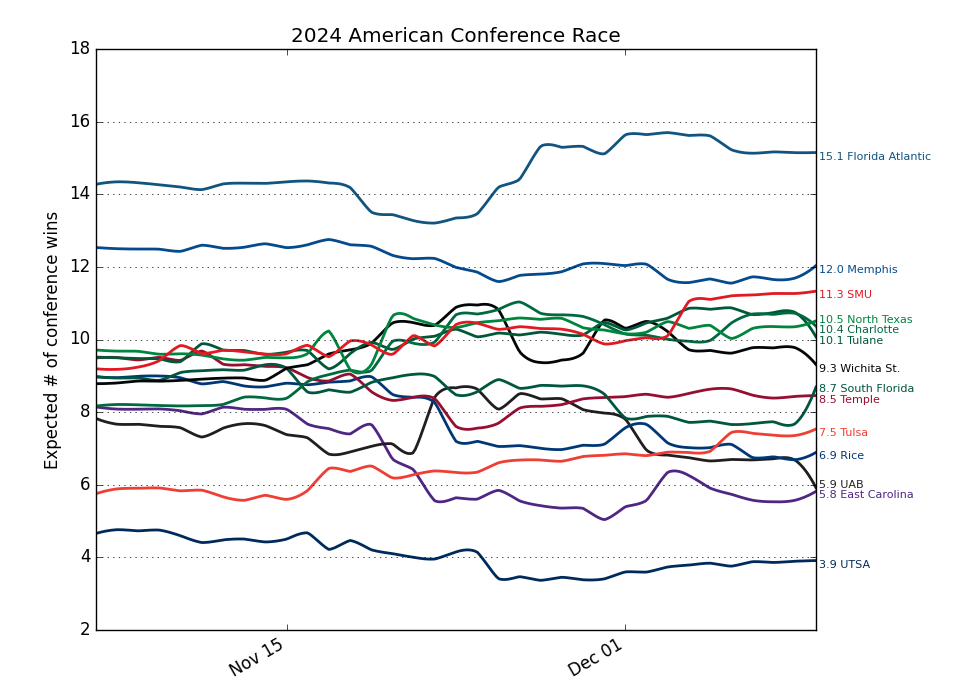 2024 American Conference Race
Expected # of conference wins
18
16
14
12
10
8
6
4
2
Nov 15
Dec 01
15.1 Florida Atlantic
12.0 Memphis
11.3 SMU
10.5 North Texas
10.4 Charlotte
10.1 Tulane
9.3 Wichita St.
8.7 South Florida
8.5 Temple
7.5 Tulsa
6.9 Rice
5.9 UAB
5.8 East Carolina
3.9 UTSA